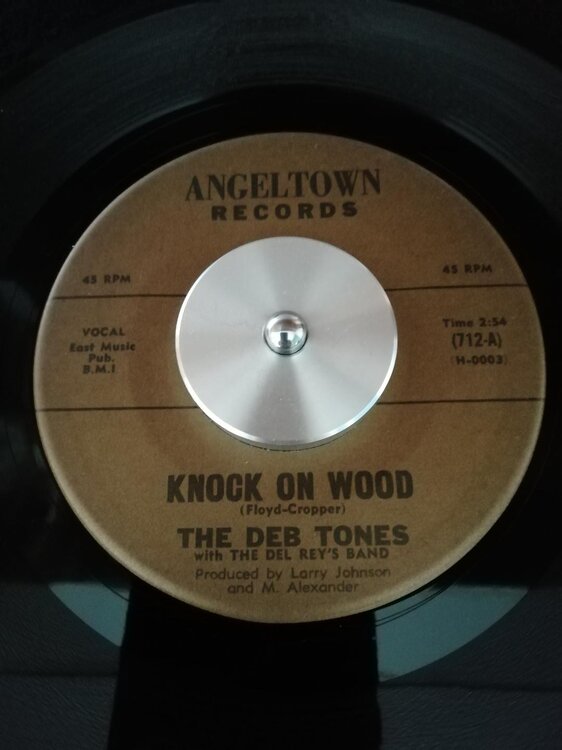 ANGELTOWN
RECORDS
45 RPM
45 RPM
VOCAL
East Music
Pub.
B.M.I
Time 2:54
(712-A)
(H-0003)
KNOCK ON WOOD
(Floyd-Cropper)
THE DEB TONES
with THE DEL REY'S BAND
Produced by Larry Johnson
and M. Alexander